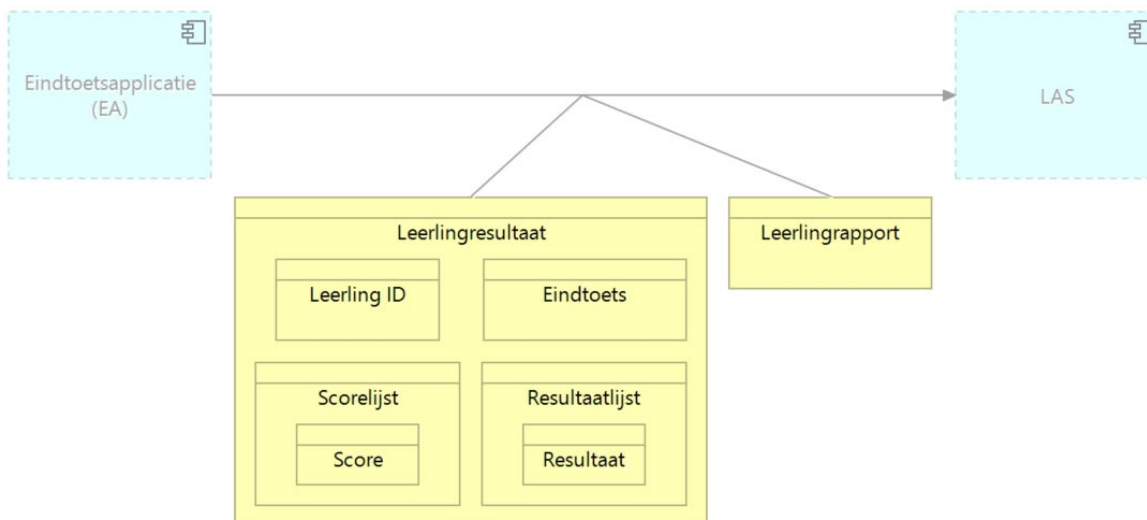 Eindtoetsapplicatie
(EA)
LAS
Leerlingresultaat
Leerlingrapport
Leerling ID
Eindtoets
Scorelijst
Resultaatlijst
Score
Resultaat